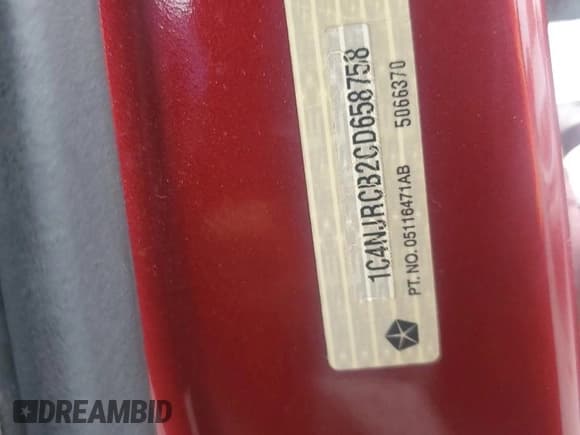 1C4NJRCB2CD658758
PT. NO. 05116471AB 5066370
DREAMBID